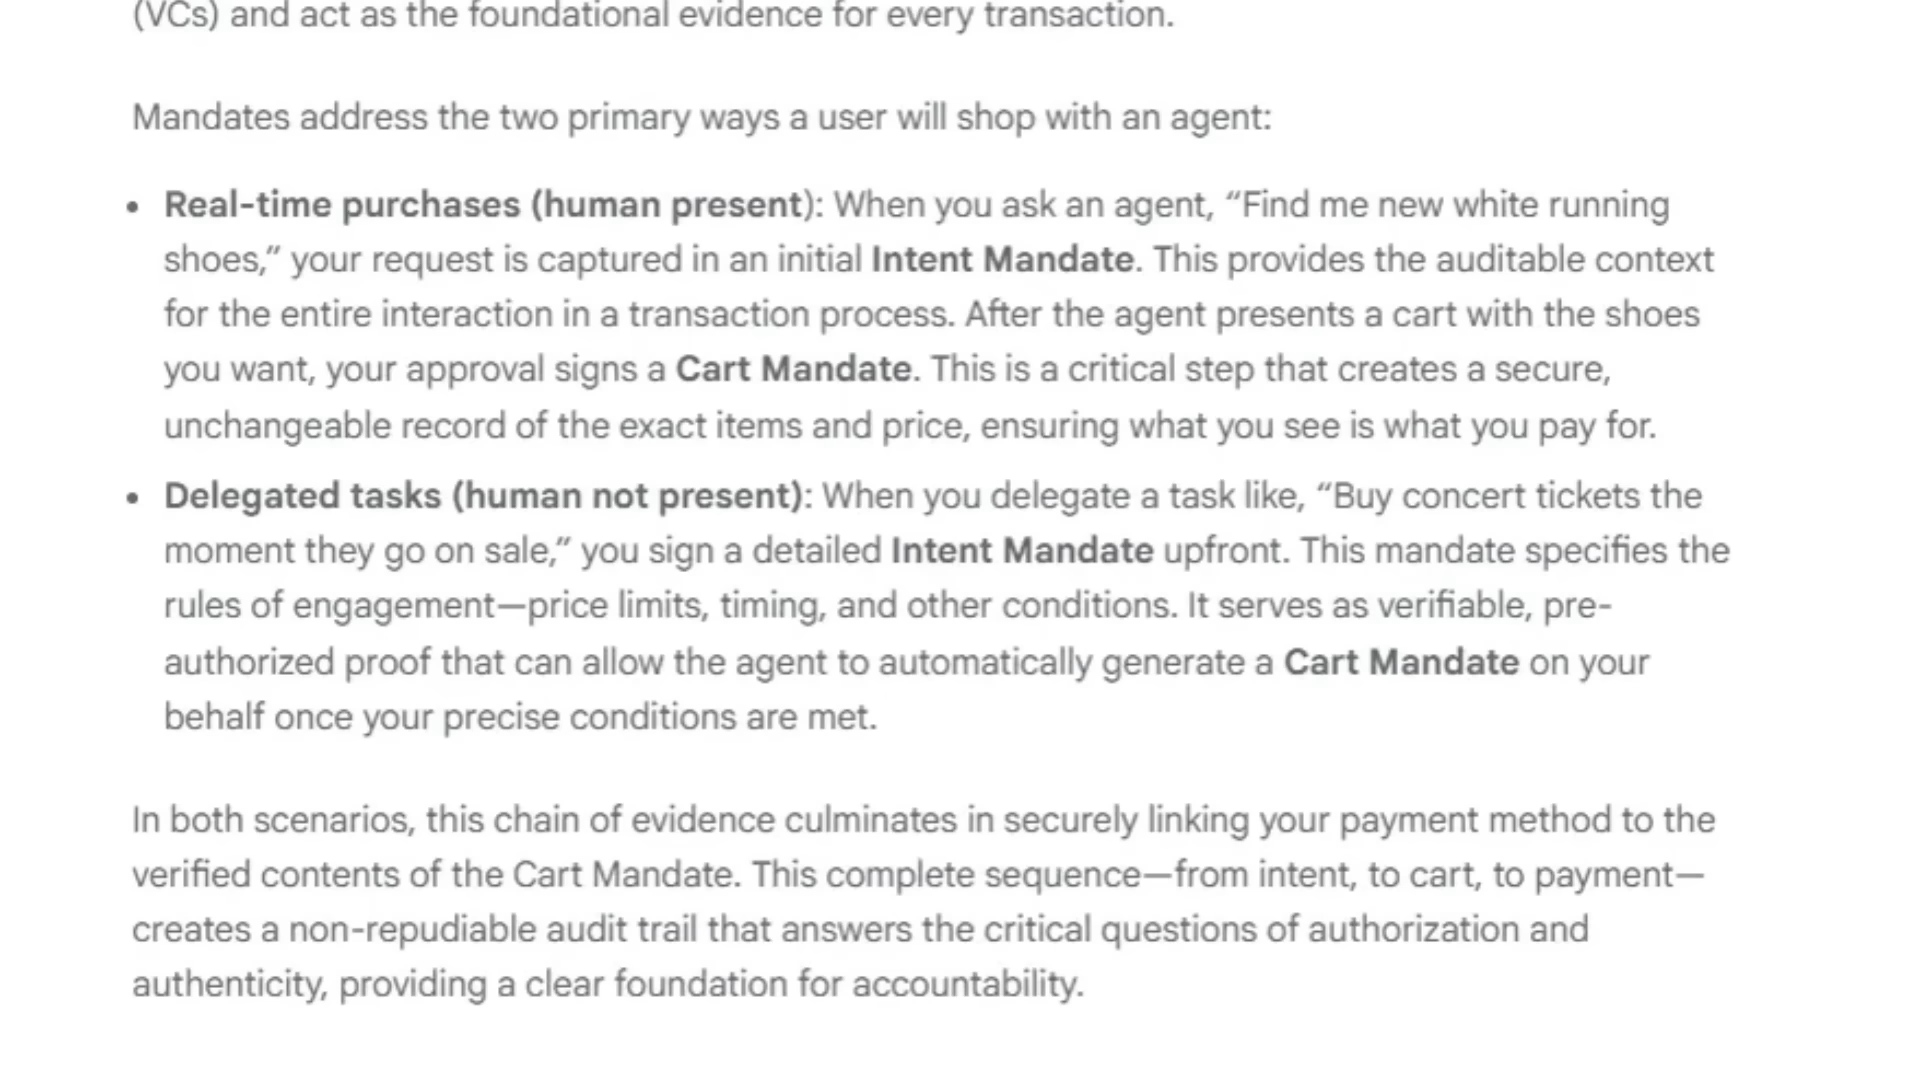 (VCs) and act as the foundational evidence for every transaction.
Mandates address the two primary ways a user will shop with an agent:
• Real-time purchases (human present): When you ask an agent, “Find me new white running
shoes,” your request is captured in an initial Intent Mandate. This provides the auditable context
for the entire interaction in a transaction process. After the agent presents a cart with the shoes
you want, your approval signs a Cart Mandate. This is a critical step that creates a secure,
unchangeable record of the exact items and price, ensuring what you see is what you pay for.
• Delegated tasks (human not present): When you delegate a task like, “Buy concert tickets the
moment they go on sale,” you sign a detailed Intent Mandate upfront. This mandate specifies the
rules of engagement—price limits, timing, and other conditions. It serves as verifiable, pre-
authorized proof that can allow the agent to automatically generate a Cart Mandate on your
behalf once your precise conditions are met.
In both scenarios, this chain of evidence culminates in securely linking your payment method to the
verified contents of the Cart Mandate. This complete sequence—from intent, to cart, to payment—
creates a non-repudiable audit trail that answers the critical questions of authorization and
authenticity, providing a clear foundation for accountability.